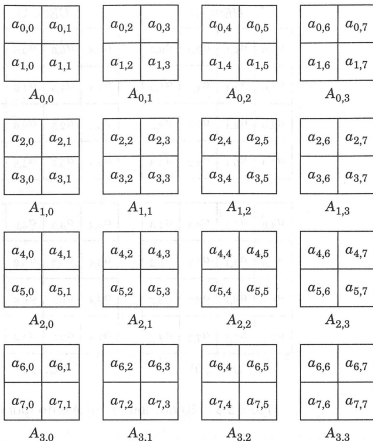 a0,0 a0,1 a0,2 a0,3 a0,4 a0,5 a0,6 a0,7
a1,0 a1,1 a1,2 a1,3 a1,4 a1,5 a1,6 a1,7
A0,0 A0,1 A0,2 A0,3
a2,0 a2,1 a2,2 a2,3 a2,4 a2,5 a2,6 a2,7
a3,0 a3,1 a3,2 a3,3 a3,4 a3,5 a3,6 a3,7
A1,0 A1,1 A1,2 A1,3
a4,0 a4,1 a4,2 a4,3 a4,4 a4,5 a4,6 a4,7
a5,0 a5,1 a5,2 a5,3 a5,4 a5,5 a5,6 a5,7
A2,0 A2,1 A2,2 A2,3
a6,0 a6,1 a6,2 a6,3 a6,4 a6,5 a6,6 a6,7
a7,0 a7,1 a7,2 a7,3 a7,4 a7,5 a7,6 a7,7
A3,0 A3,1 A3,2 A3,3